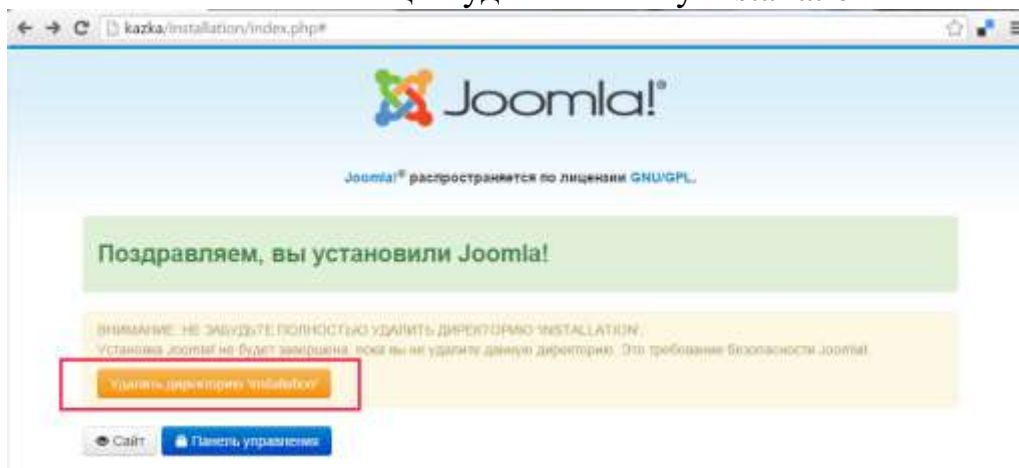 kazka/installation/index.php#
Joomla!®
Joomla!® распространяется по лицензии GNU/GPL.
Поздравляем, вы установили Joomla!
ВНИМАНИЕ: НЕ ЗАБУДЬТЕ ПОЛНОСТЬЮ УДАЛИТЬ ДИРЕКТОРИЮ 'INSTALLATION'.
Установка Joomla! не будет завершена, пока вы не удалите данную директорию. Это требование безопасности Joomla!.
Удалить директорию 'installation'
Сайт Панель управления